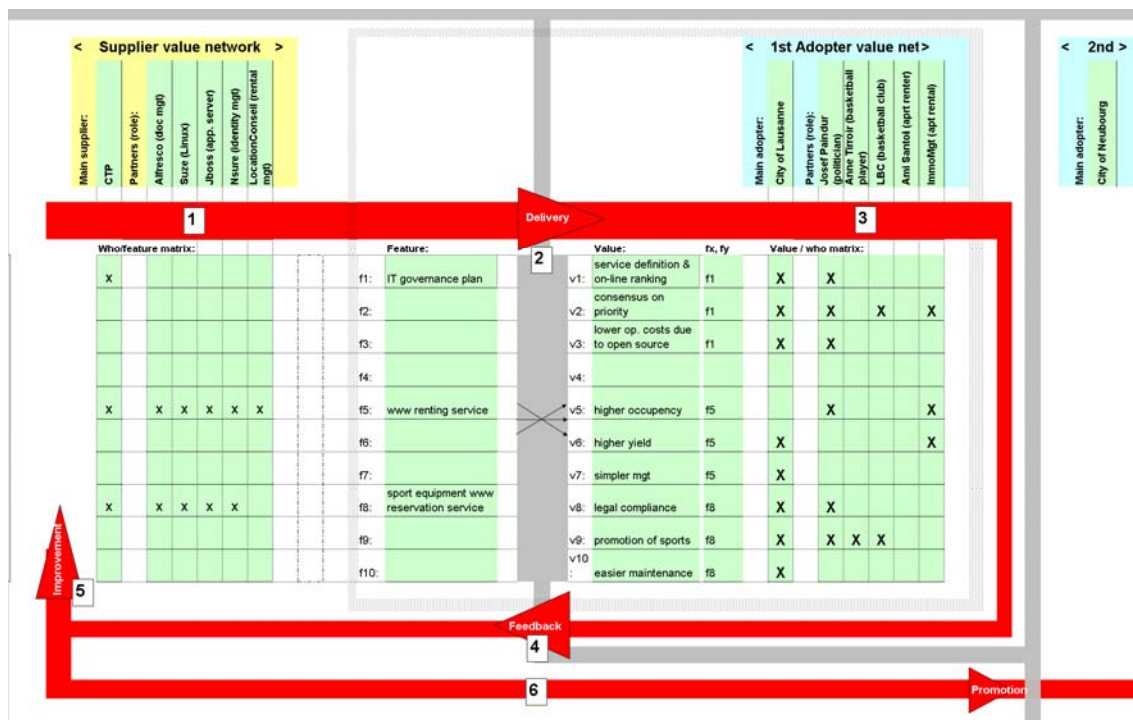 < Supplier value network >
< 1st Adopter value net>
< 2nd >
Main supplier:
CTP
Partners (role):
Alfresco (doc mgt)
Suze (Linux)
Jboss (app. server)
Nsure (identity mgt)
LocationConseil (rental
mgt)
Main adopter:
City of Lausanne
Partners (role):
Josef Paindur
(politician)
Anne Tirroir (basketball
player)
LBC (basketball club)
Ami Santol (aprt renter)
ImmoMgt (apt rental)
Main adopter:
City of Neubourg
1
Delivery
3
2
Who/feature matrix: Feature: Value: fx, fy Value / who matrix:
x f1: IT governance plan v1: service definition &
on-line ranking f1 X X
f2: v2: consensus on
priority f1 X X X X
f3: v3: lower op. costs due
to open source f1 X X
f4: v4:
x x x x x x f5: www renting service v5: higher occupency f5 X X
f6: v6: higher yield f5 X X
f7: v7: simpler mgt f5 X
x x x x x f8: sport equipment www
reservation service v8: legal compliance f8 X X
f9: v9: promotion of sports f8 X X X X
f10: v10
: easier maintenance f8 X
Improvement
5
Feedback
4
6
Promotion